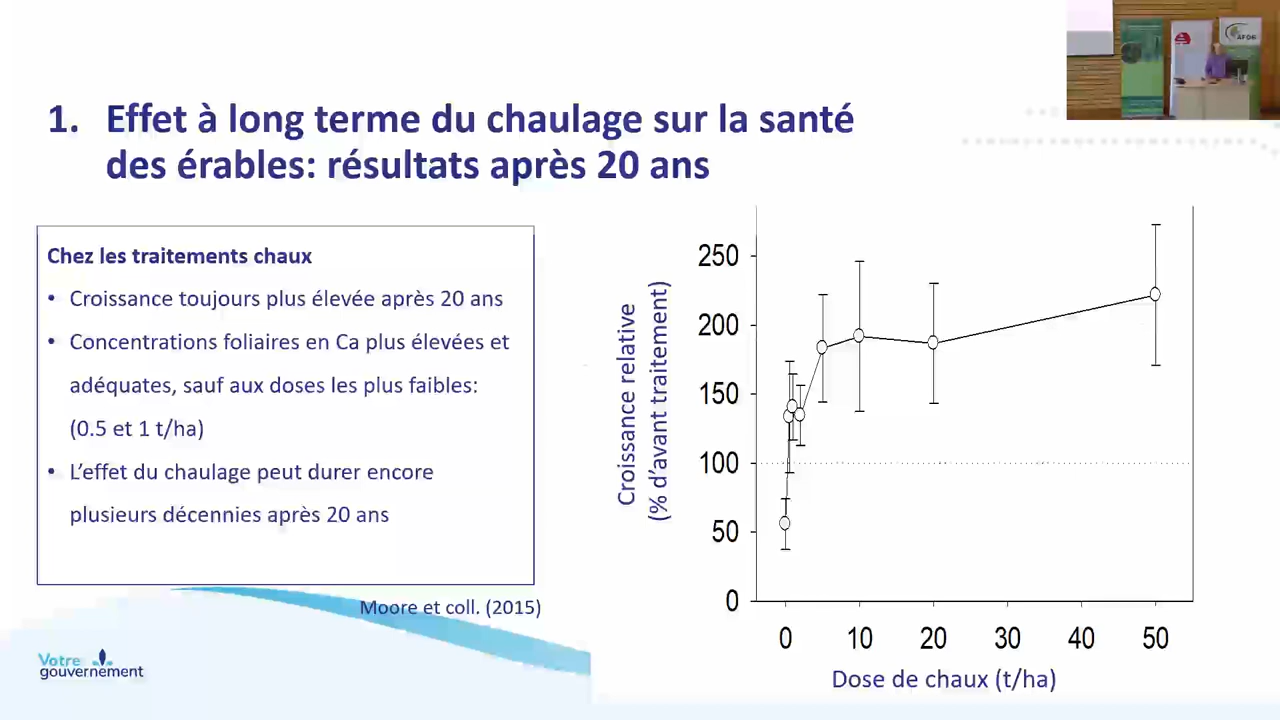 1. Effet à long terme du chaulage sur la santé
des érables: résultats après 20 ans
Chez les traitements chaux
• Croissance toujours plus élevée après 20 ans
• Concentrations foliaires en Ca plus élevées et
adéquates, sauf aux doses les plus faibles:
(0.5 et 1 t/ha)
• L’effet du chaulage peut durer encore
plusieurs décennies après 20 ans
Moore et coll. (2015)
Votre
gouvernement
Croissance relative
(% d’avant traitement)
250
200
150
100
50
0
0 10 20 30 40 50
Dose de chaux (t/ha)